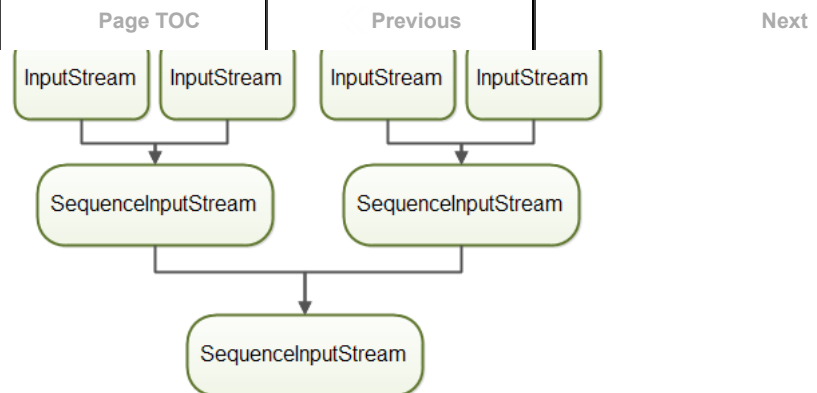 Page TOC Previous Next
InputStream InputStream InputStream InputStream
SequenceInputStream SequenceInputStream
SequenceInputStream